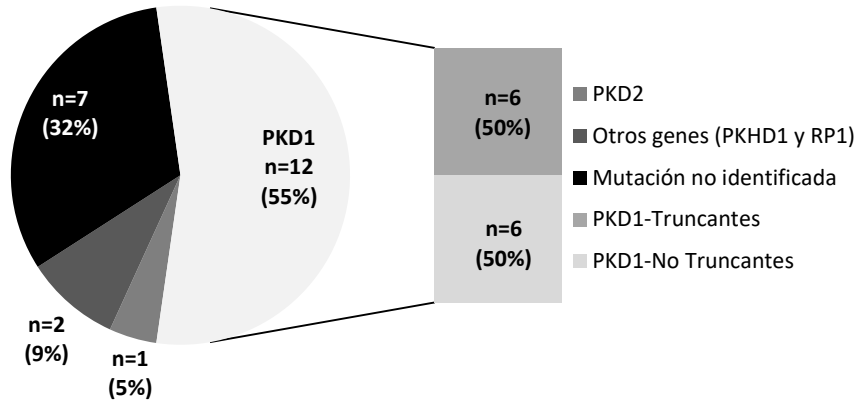 n=7
(32%)
PKD1
n=12
(55%)
n=2
(9%)
n=1
(5%)
n=6
(50%)
n=6
(50%)
PKD2
Otros genes (PKHD1 y RP1)
Mutación no identificada
PKD1-Truncantes
PKD1-No Truncantes